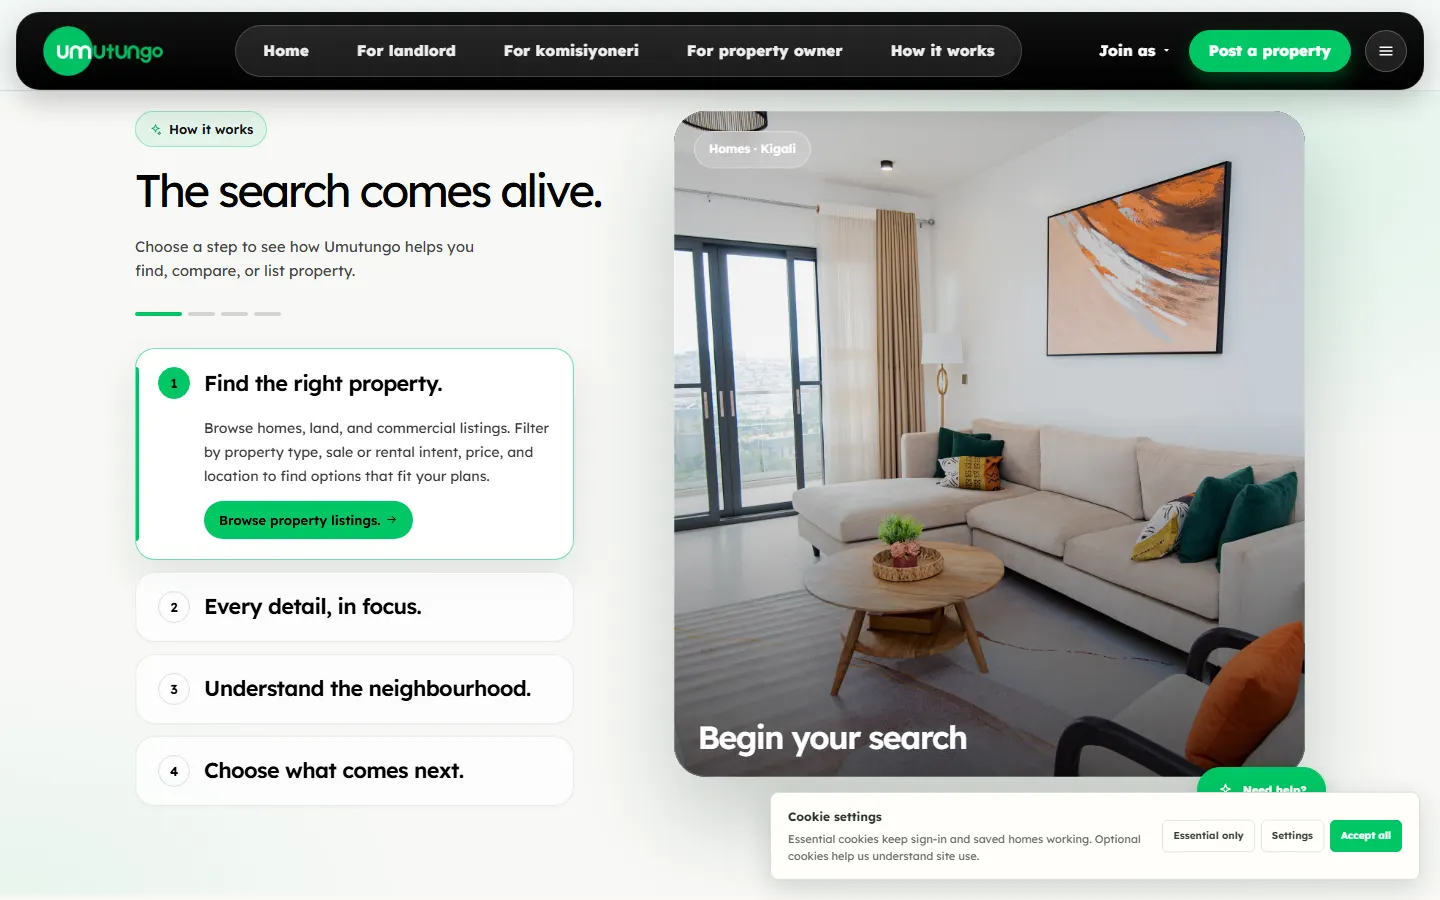 umutungo
Home
For landlord
For komisiyoneri
For property owner
How it works
Join as
Post a property
How it works
The search comes alive.
Choose a step to see how Umutungo helps you
find, compare, or list property.
1
Find the right property.
Browse homes, land, and commercial listings. Filter
by property type, sale or rental intent, price, and
location to find options that fit your plans.
Browse property listings. →
2
Every detail, in focus.
3
Understand the neighbourhood.
4
Choose what comes next.
Homes · Kigali
Begin your search
Need help?
Cookie settings
Essential cookies keep sign-in and saved homes working. Optional
cookies help us understand site use.
Essential only
Settings
Accept all